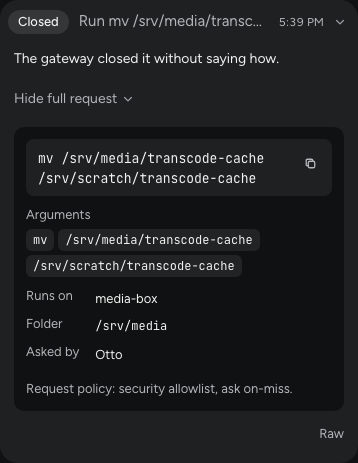 Closed Run mv /srv/media/transc... 5:39 PM
The gateway closed it without saying how.
Hide full request
mv /srv/media/transcode-cache
/srv/scratch/transcode-cache
Arguments
mv /srv/media/transcode-cache
/srv/scratch/transcode-cache
Runs on media-box
Folder /srv/media
Asked by Otto
Request policy: security allowlist, ask on-miss.
Raw